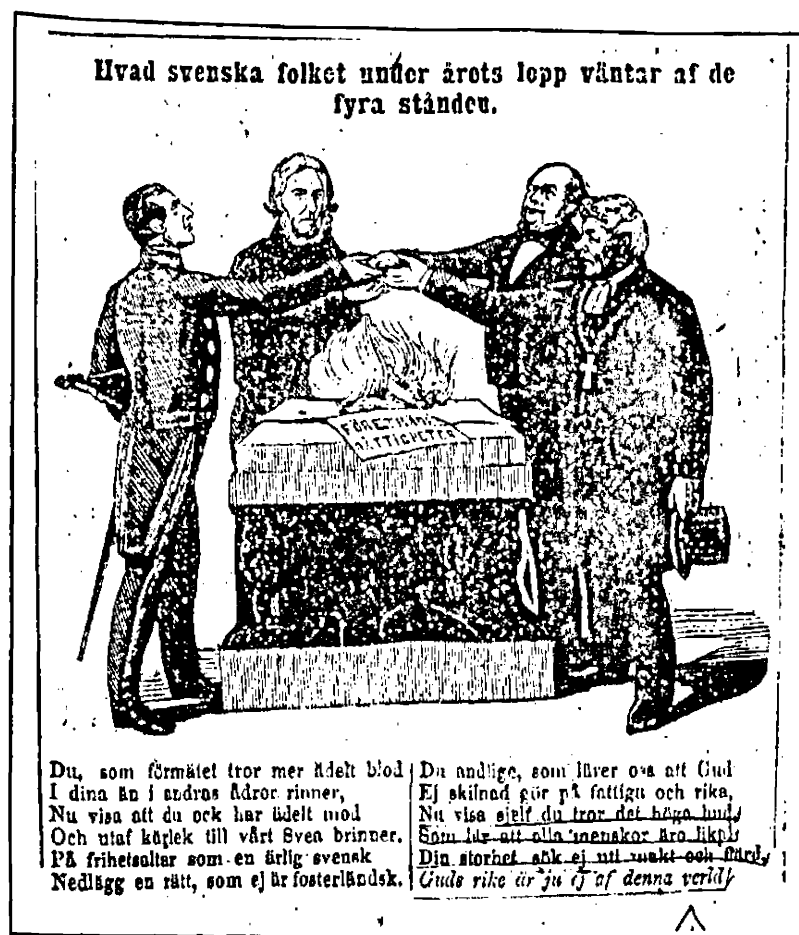 Hvad svenska folket under årets lopp väntar af de
fyra stånden.
FÖRETRÄDES
RÄTTIGHETER
Du, som förmätet tror mer ädelt blod
I dina än i andras ådror rinner,
Nu visa att du ock har ädelt mod
Och utaf kärlek till vårt Svea brinner.
På frihetsaltar som en ärlig svensk
Nedlägg en rätt, som ej är fosterländsk.
Du andlige, som lärer oss att Gud
Ej skilnad gör på fattiga och rika,
Nu visa sjelf du tror det höga bud,
Som lär att alla menskor äro lika;
Din storhet sök ej uti makt och flärd,
Guds rike är ju ej af denna verld!